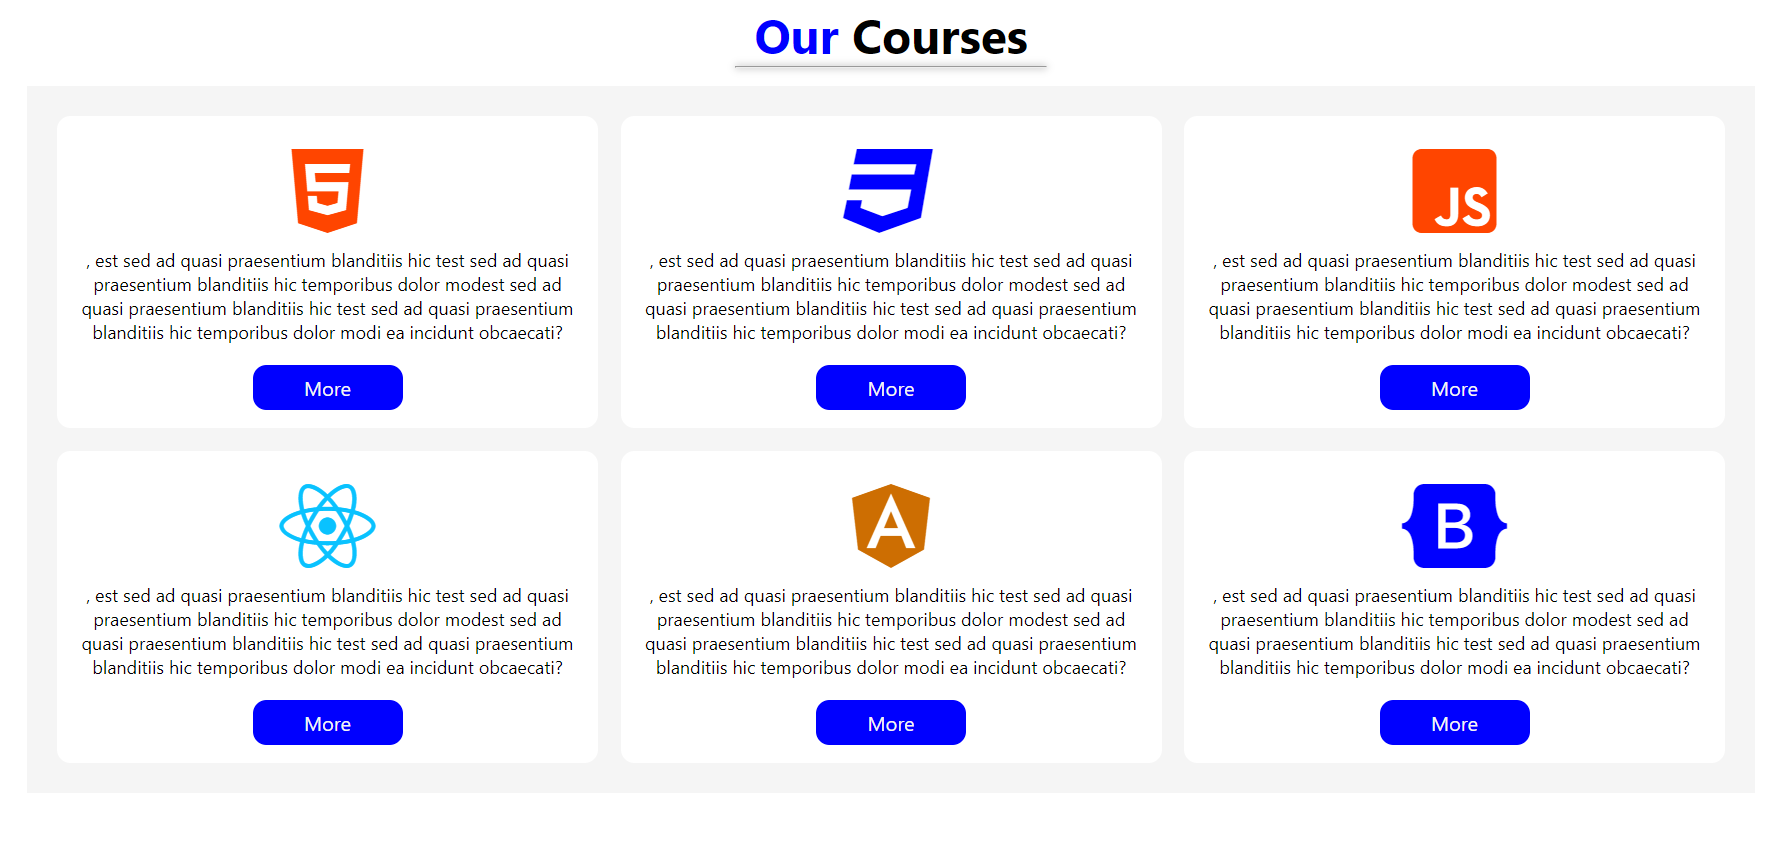 Our Courses
JS
, est sed ad quasi praesentium blanditiis hic test sed ad quasi
praesentium blanditiis hic temporibus dolor modest sed ad
quasi praesentium blanditiis hic test sed ad quasi praesentium
blanditiis hic temporibus dolor modi ea incidunt obcaecati?
More
, est sed ad quasi praesentium blanditiis hic test sed ad quasi
praesentium blanditiis hic temporibus dolor modest sed ad
quasi praesentium blanditiis hic test sed ad quasi praesentium
blanditiis hic temporibus dolor modi ea incidunt obcaecati?
More
, est sed ad quasi praesentium blanditiis hic test sed ad quasi
praesentium blanditiis hic temporibus dolor modest sed ad
quasi praesentium blanditiis hic test sed ad quasi praesentium
blanditiis hic temporibus dolor modi ea incidunt obcaecati?
More
, est sed ad quasi praesentium blanditiis hic test sed ad quasi
praesentium blanditiis hic temporibus dolor modest sed ad
quasi praesentium blanditiis hic test sed ad quasi praesentium
blanditiis hic temporibus dolor modi ea incidunt obcaecati?
More
A
, est sed ad quasi praesentium blanditiis hic test sed ad quasi
praesentium blanditiis hic temporibus dolor modest sed ad
quasi praesentium blanditiis hic test sed ad quasi praesentium
blanditiis hic temporibus dolor modi ea incidunt obcaecati?
More
B
, est sed ad quasi praesentium blanditiis hic test sed ad quasi
praesentium blanditiis hic temporibus dolor modest sed ad
quasi praesentium blanditiis hic test sed ad quasi praesentium
blanditiis hic temporibus dolor modi ea incidunt obcaecati?
More